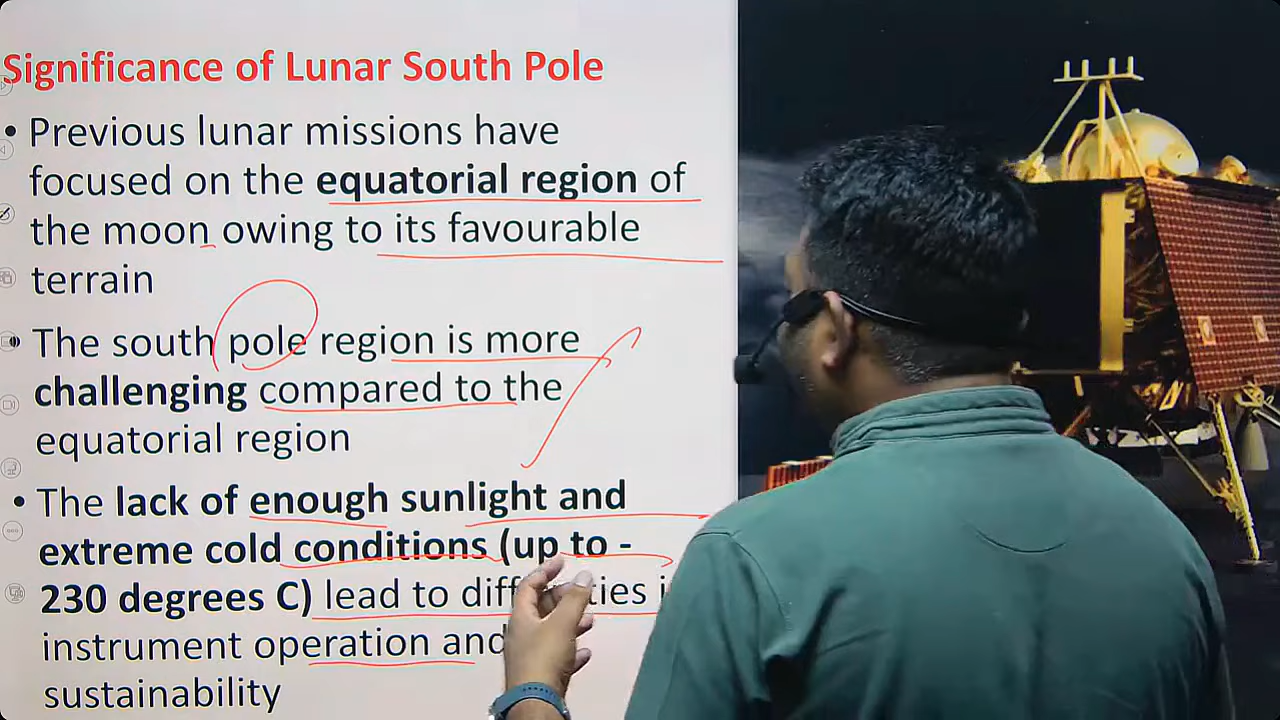 Significance of Lunar South Pole
• Previous lunar missions have
focused on the equatorial region of
the moon owing to its favourable
terrain
The south pole region is more
challenging compared to the
equatorial region
• The lack of enough sunlight and
extreme cold conditions (up to -
230 degrees C) lead to
instrument operation and
sustainability